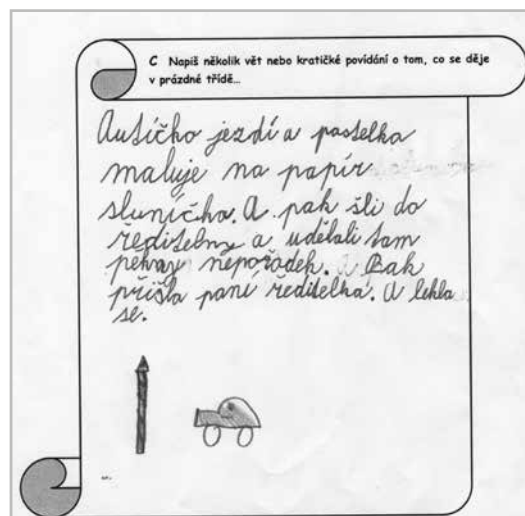 C Napiš několik vět nebo kratičké povídání o tom, co se děje
v prázdné třídě...
Autíčko jezdí a pastelka
maluje na papír
sluníčka. A pak šli do
ředitelny a udělali tam
pěkný nepořádek. A Pak
přišla paní ředitelka. A lekla
se.